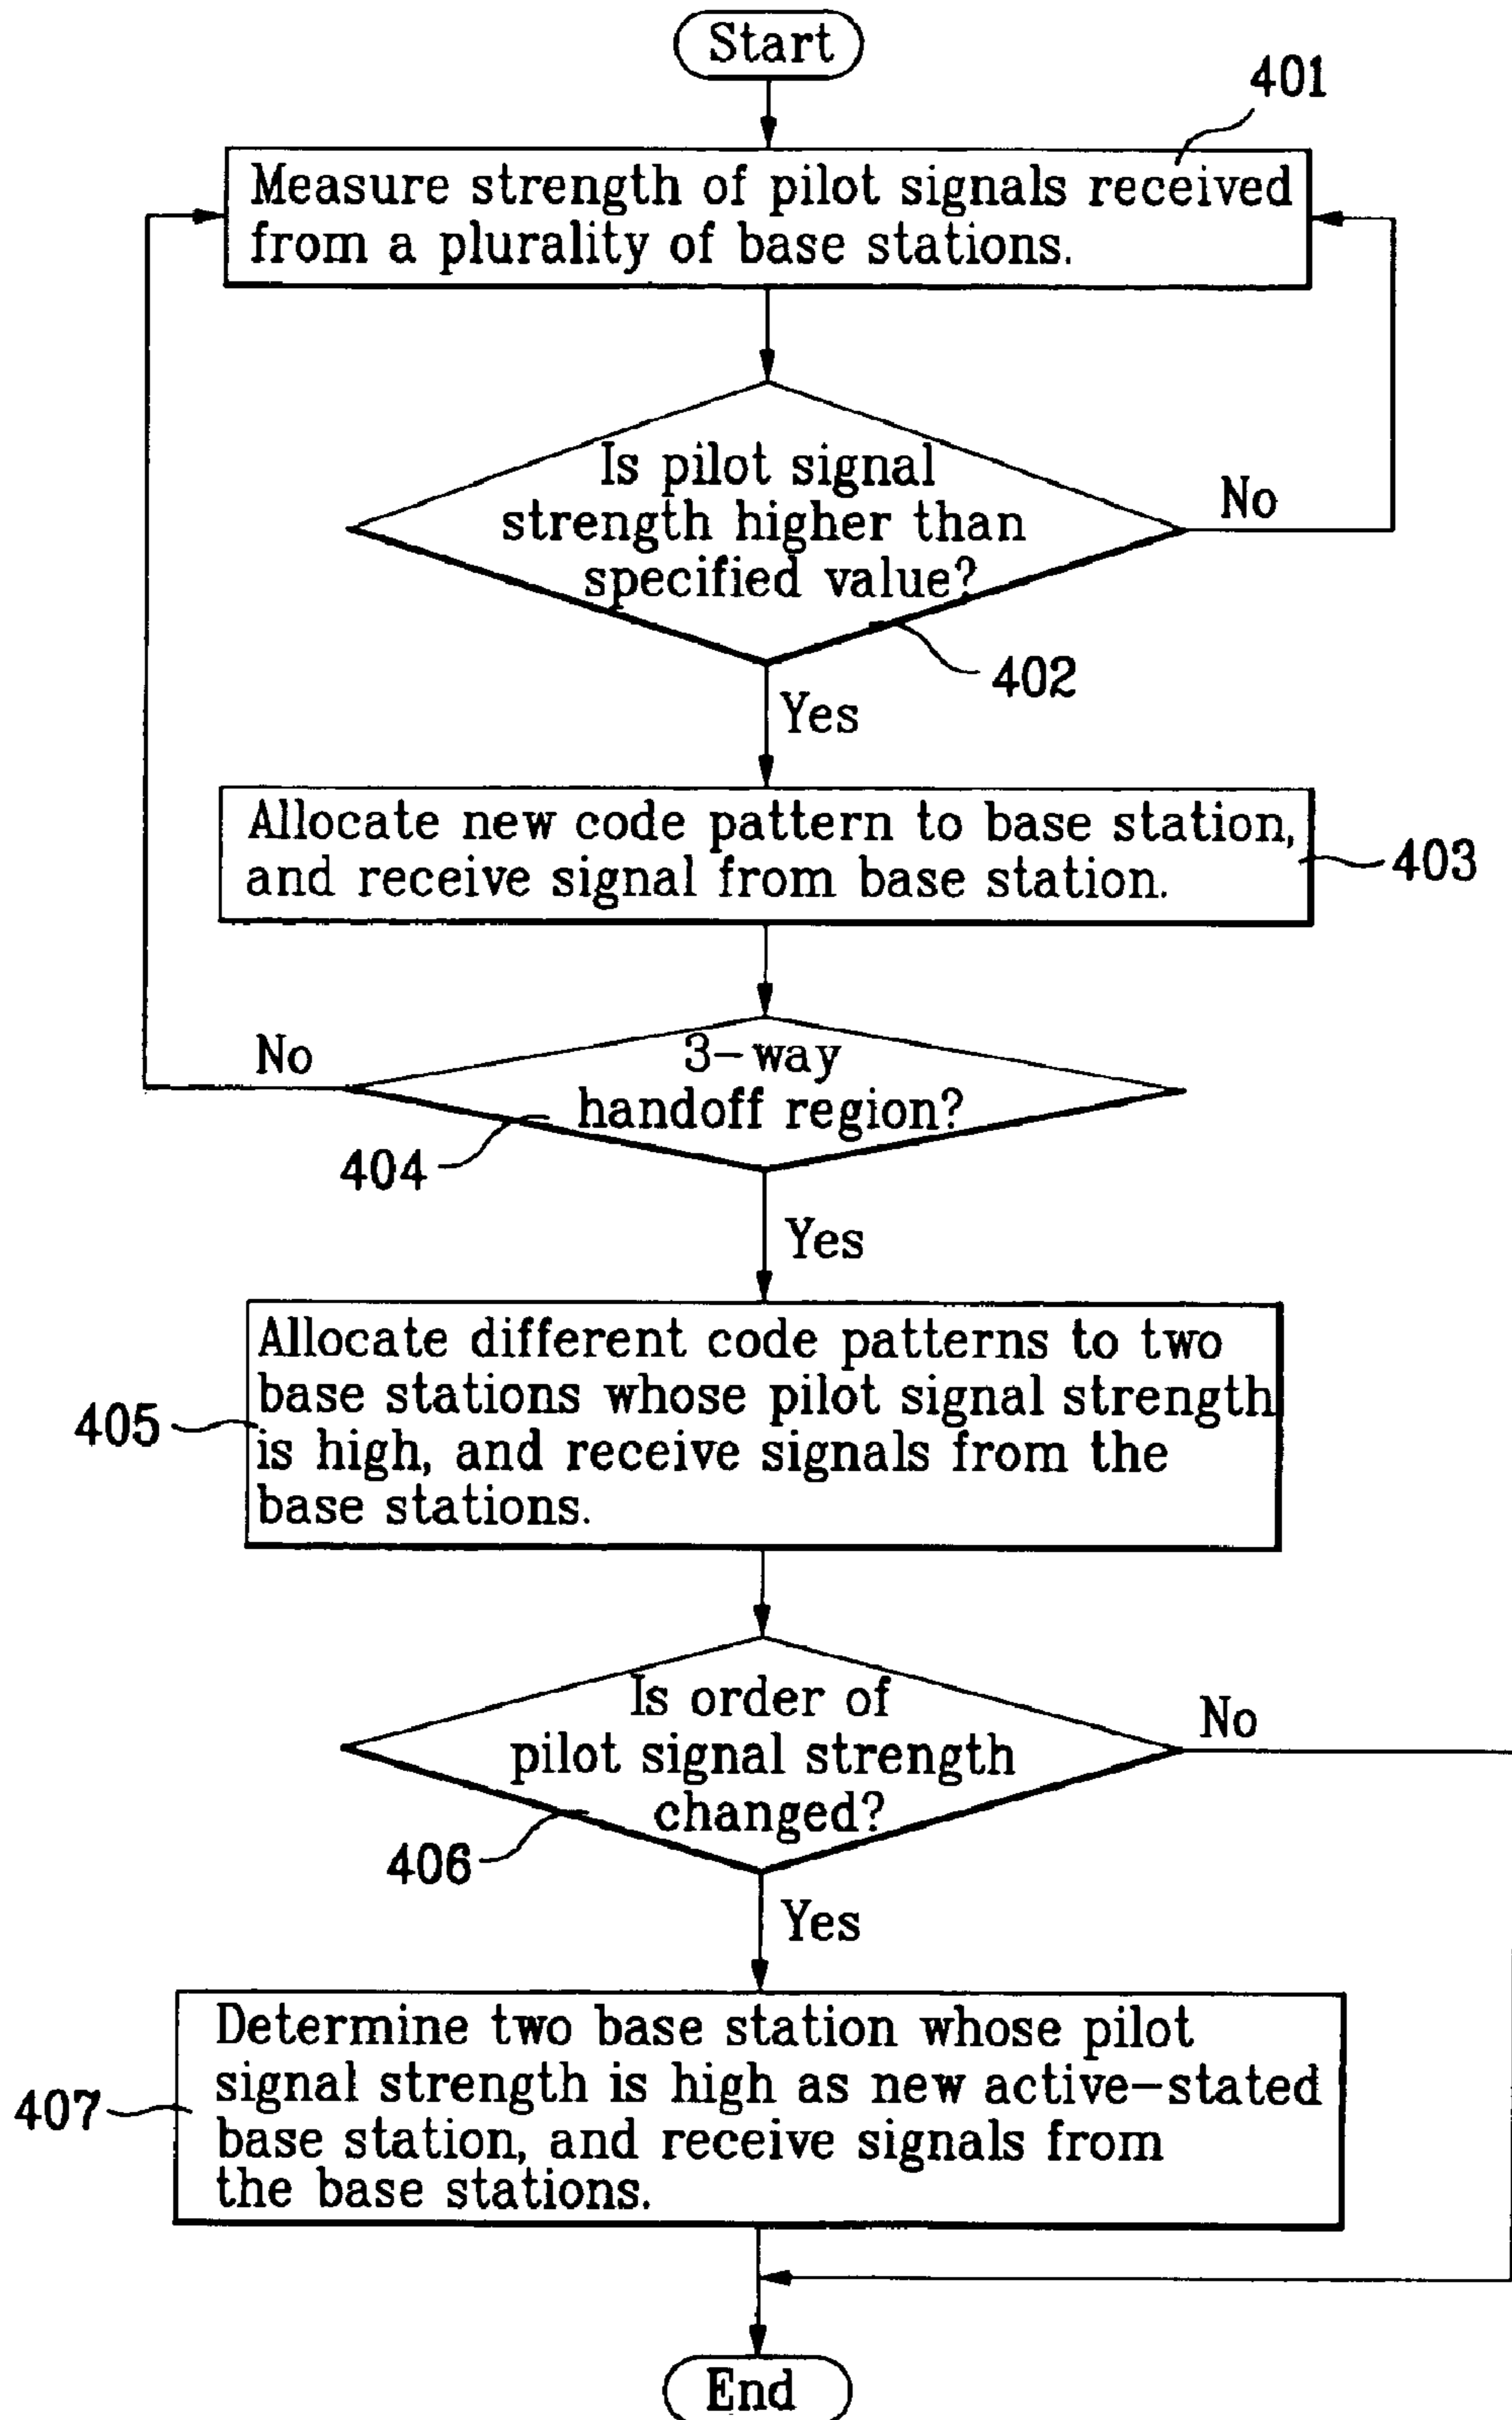 Start
401
Measure strength of pilot signals received
from a plurality of base stations.
Is pilot signal
strength higher than
specified value?
No
402
Yes
Allocate new code pattern to base station,
and receive signal from base station.
403
No
3-way
handoff region?
404
Yes
Allocate different code patterns to two
base stations whose pilot signal strength
is high, and receive signals from the
base stations.
405
Is order of
pilot signal strength
changed?
No
406
Yes
Determine two base station whose pilot
signal strength is high as new active-stated
base station, and receive signals from
the base stations.
407
End